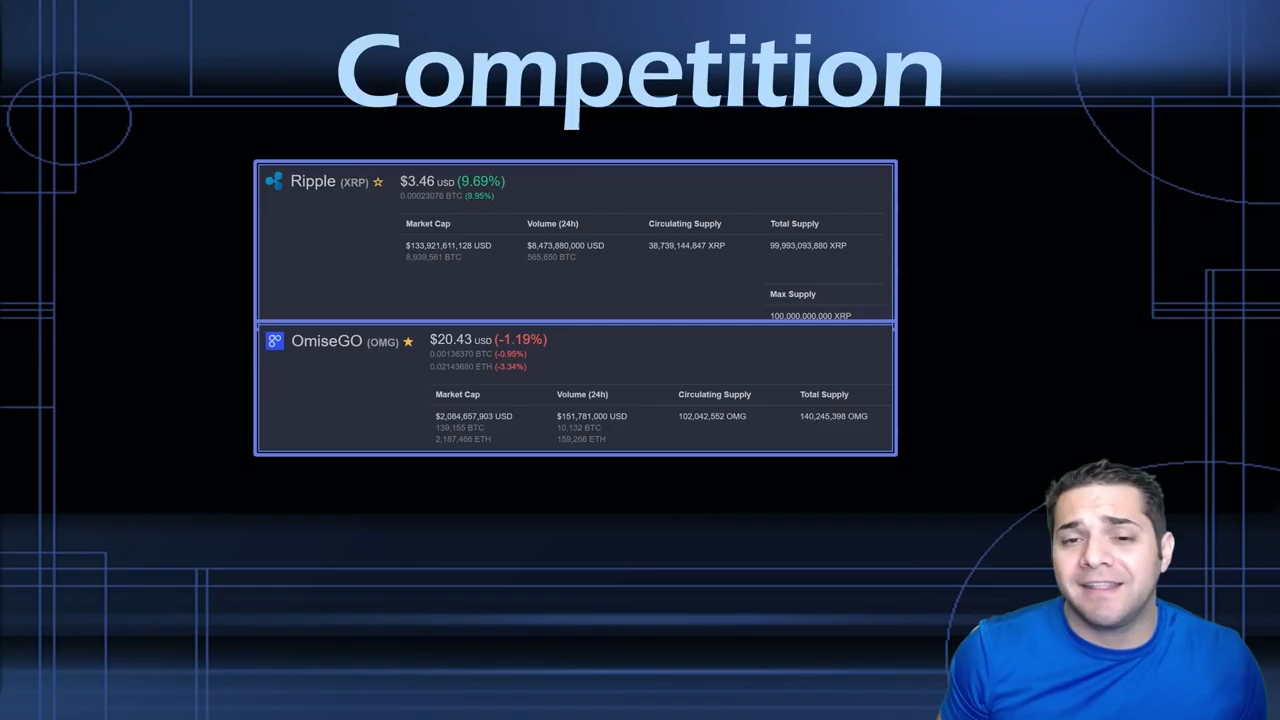 Competition
Ripple (XRP) ☆ $3.46 USD (9.69%)
0.00023076 BTC (9.95%)
Market Cap Volume (24h) Circulating Supply Total Supply
$133,921,611,128 USD $8,473,880,000 USD 38,739,144,847 XRP 99,993,093,880 XRP
8,939,561 BTC 565,650 BTC
Max Supply
100,000,000,000 XRP
OmiseGO (OMG) ★ $20.43 USD (-1.19%)
0.00136370 BTC (-0.95%)
0.02143680 ETH (-3.34%)
Market Cap Volume (24h) Circulating Supply Total Supply
$2,084,657,903 USD $151,781,000 USD 102,042,552 OMG 140,245,398 OMG
139,155 BTC 10,132 BTC
2,187,466 ETH 159,266 ETH